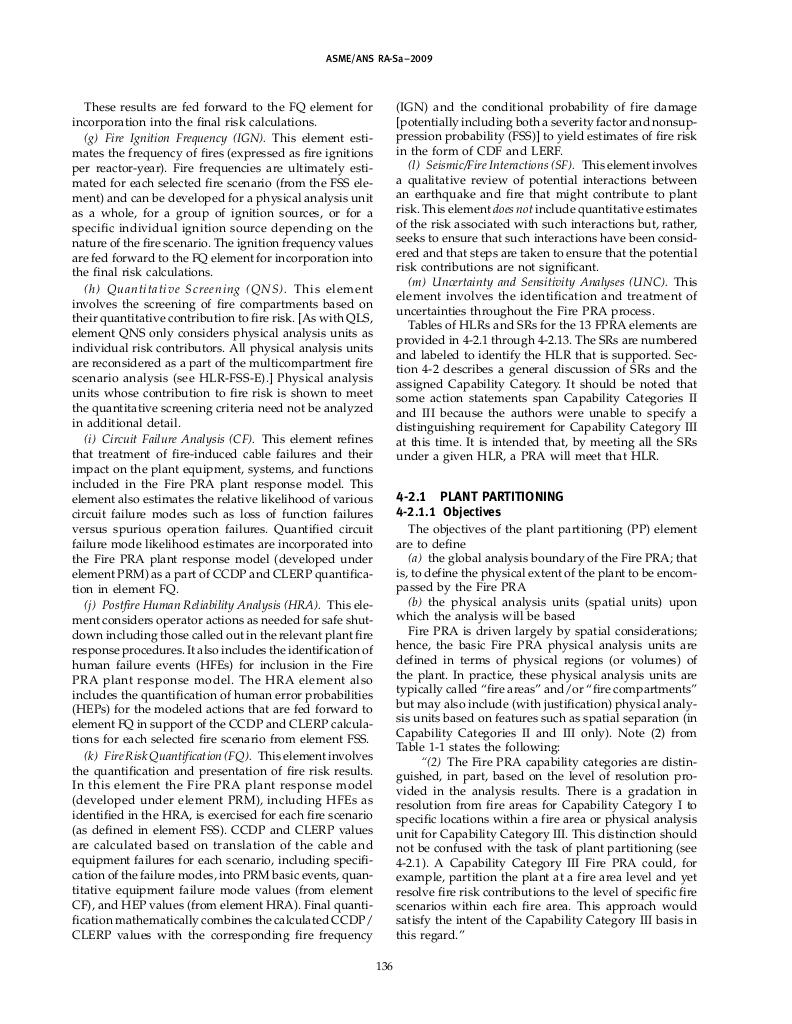 ASME/ANS RA-Sa–2009
These results are fed forward to the FQ element for
incorporation into the final risk calculations.
(g) Fire Ignition Frequency (IGN). This element esti-
mates the frequency of fires (expressed as fire ignitions
per reactor-year). Fire frequencies are ultimately esti-
mated for each selected fire scenario (from the FSS ele-
ment) and can be developed for a physical analysis unit
as a whole, for a group of ignition sources, or for a
specific individual ignition source depending on the
nature of the fire scenario. The ignition frequency values
are fed forward to the FQ element for incorporation into
the final risk calculations.
(h) Quantitative Screening (QNS). This element
involves the screening of fire compartments based on
their quantitative contribution to fire risk. [As with QLS,
element QNS only considers physical analysis units as
individual risk contributors. All physical analysis units
are reconsidered as a part of the multicompartment fire
scenario analysis (see HLR-FSS-E).] Physical analysis
units whose contribution to fire risk is shown to meet
the quantitative screening criteria need not be analyzed
in additional detail.
(i) Circuit Failure Analysis (CF). This element refines
that treatment of fire-induced cable failures and their
impact on the plant equipment, systems, and functions
included in the Fire PRA plant response model. This
element also estimates the relative likelihood of various
circuit failure modes such as loss of function failures
versus spurious operation failures. Quantified circuit
failure mode likelihood estimates are incorporated into
the Fire PRA plant response model (developed under
element PRM) as a part of CCDP and CLERP quantifica-
tion in element FQ.
(j) Postfire Human Reliability Analysis (HRA). This ele-
ment considers operator actions as needed for safe shut-
down including those called out in the relevant plant fire
response procedures. It also includes the identification of
human failure events (HFEs) for inclusion in the Fire
PRA plant response model. The HRA element also
includes the quantification of human error probabilities
(HEPs) for the modeled actions that are fed forward to
element FQ in support of the CCDP and CLERP calcula-
tions for each selected fire scenario from element FSS.
(k) Fire Risk Quantification (FQ). This element involves
the quantification and presentation of fire risk results.
In this element the Fire PRA plant response model
(developed under element PRM), including HFEs as
identified in the HRA, is exercised for each fire scenario
(as defined in element FSS). CCDP and CLERP values
are calculated based on translation of the cable and
equipment failures for each scenario, including specifi-
cation of the failure modes, into PRM basic events, quan-
titative equipment failure mode values (from element
CF), and HEP values (from element HRA). Final quanti-
fication mathematically combines the calculated CCDP/
CLERP values with the corresponding fire frequency
(IGN) and the conditional probability of fire damage
[potentially including both a severity factor and nonsup-
pression probability (FSS)] to yield estimates of fire risk
in the form of CDF and LERF.
(l) Seismic/Fire Interactions (SF). This element involves
a qualitative review of potential interactions between
an earthquake and fire that might contribute to plant
risk. This element does not include quantitative estimates
of the risk associated with such interactions but, rather,
seeks to ensure that such interactions have been consid-
ered and that steps are taken to ensure that the potential
risk contributions are not significant.
(m) Uncertainty and Sensitivity Analyses (UNC). This
element involves the identification and treatment of
uncertainties throughout the Fire PRA process.
Tables of HLRs and SRs for the 13 FPRA elements are
provided in 4-2.1 through 4-2.13. The SRs are numbered
and labeled to identify the HLR that is supported. Sec-
tion 4-2 describes a general discussion of SRs and the
assigned Capability Category. It should be noted that
some action statements span Capability Categories II
and III because the authors were unable to specify a
distinguishing requirement for Capability Category III
at this time. It is intended that, by meeting all the SRs
under a given HLR, a PRA will meet that HLR.
4-2.1 PLANT PARTITIONING
4-2.1.1 Objectives
The objectives of the plant partitioning (PP) element
are to define
(a) the global analysis boundary of the Fire PRA; that
is, to define the physical extent of the plant to be encom-
passed by the Fire PRA
(b) the physical analysis units (spatial units) upon
which the analysis will be based
Fire PRA is driven largely by spatial considerations;
hence, the basic Fire PRA physical analysis units are
defined in terms of physical regions (or volumes) of
the plant. In practice, these physical analysis units are
typically called “fire areas” and/or “fire compartments”
but may also include (with justification) physical analy-
sis units based on features such as spatial separation (in
Capability Categories II and III only). Note (2) from
Table 1-1 states the following:
“(2) The Fire PRA capability categories are distin-
guished, in part, based on the level of resolution pro-
vided in the analysis results. There is a gradation in
resolution from fire areas for Capability Category I to
specific locations within a fire area or physical analysis
unit for Capability Category III. This distinction should
not be confused with the task of plant partitioning (see
4-2.1). A Capability Category III Fire PRA could, for
example, partition the plant at a fire area level and yet
resolve fire risk contributions to the level of specific fire
scenarios within each fire area. This approach would
satisfy the intent of the Capability Category III basis in
this regard.”
136